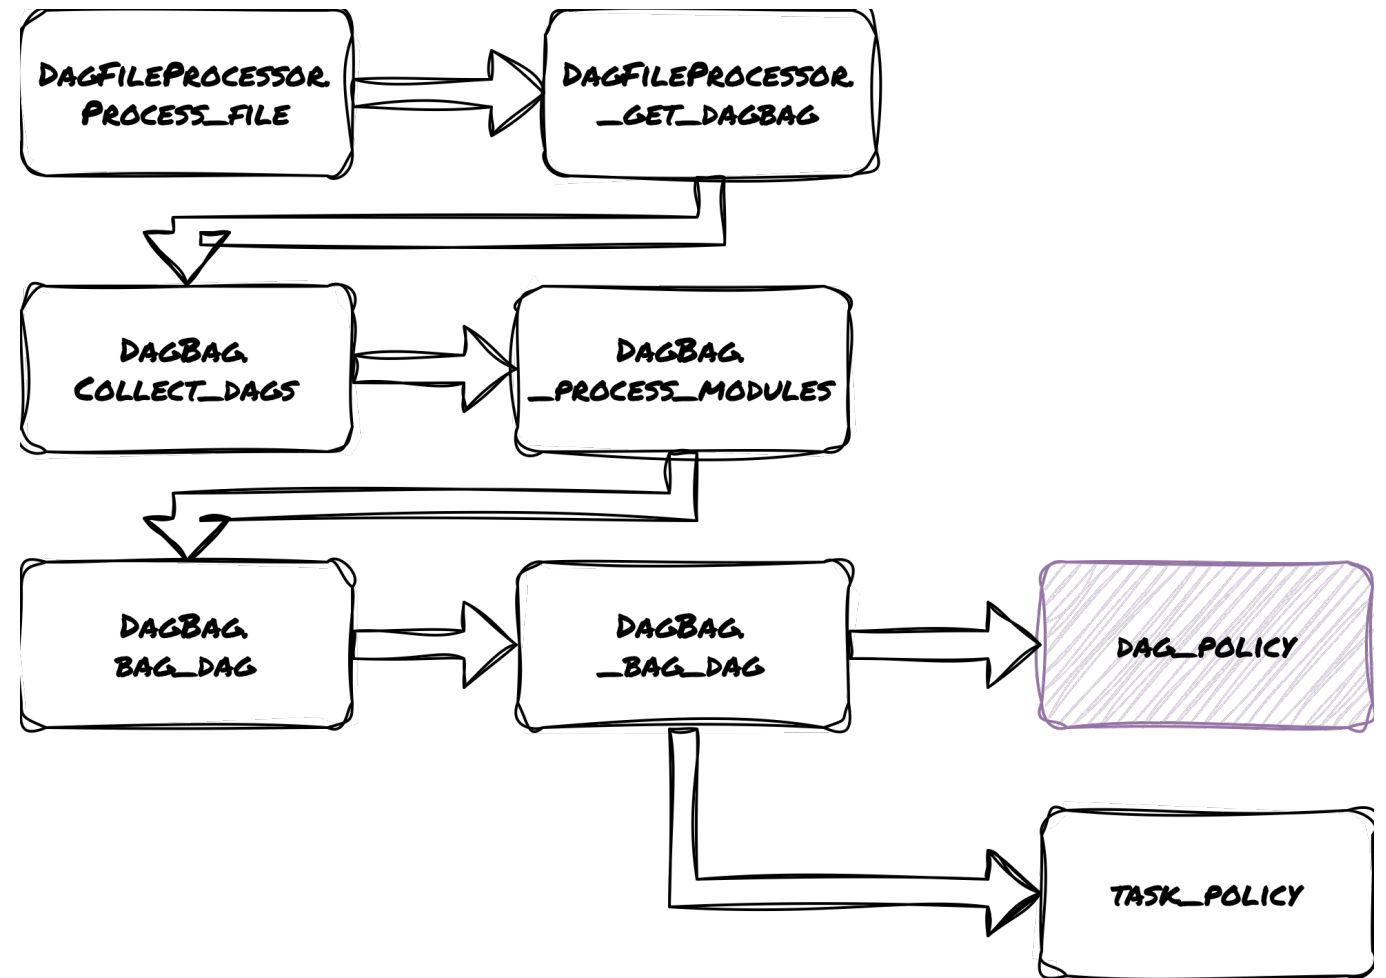 DagFileProcessor.
Process_file
DagFileProcessor.
_get_dagbag
DagBag.
Collect_dags
DagBag.
_process_modules
DagBag.
bag_dag
DagBag.
_bag_dag
dag_policy
task_policy